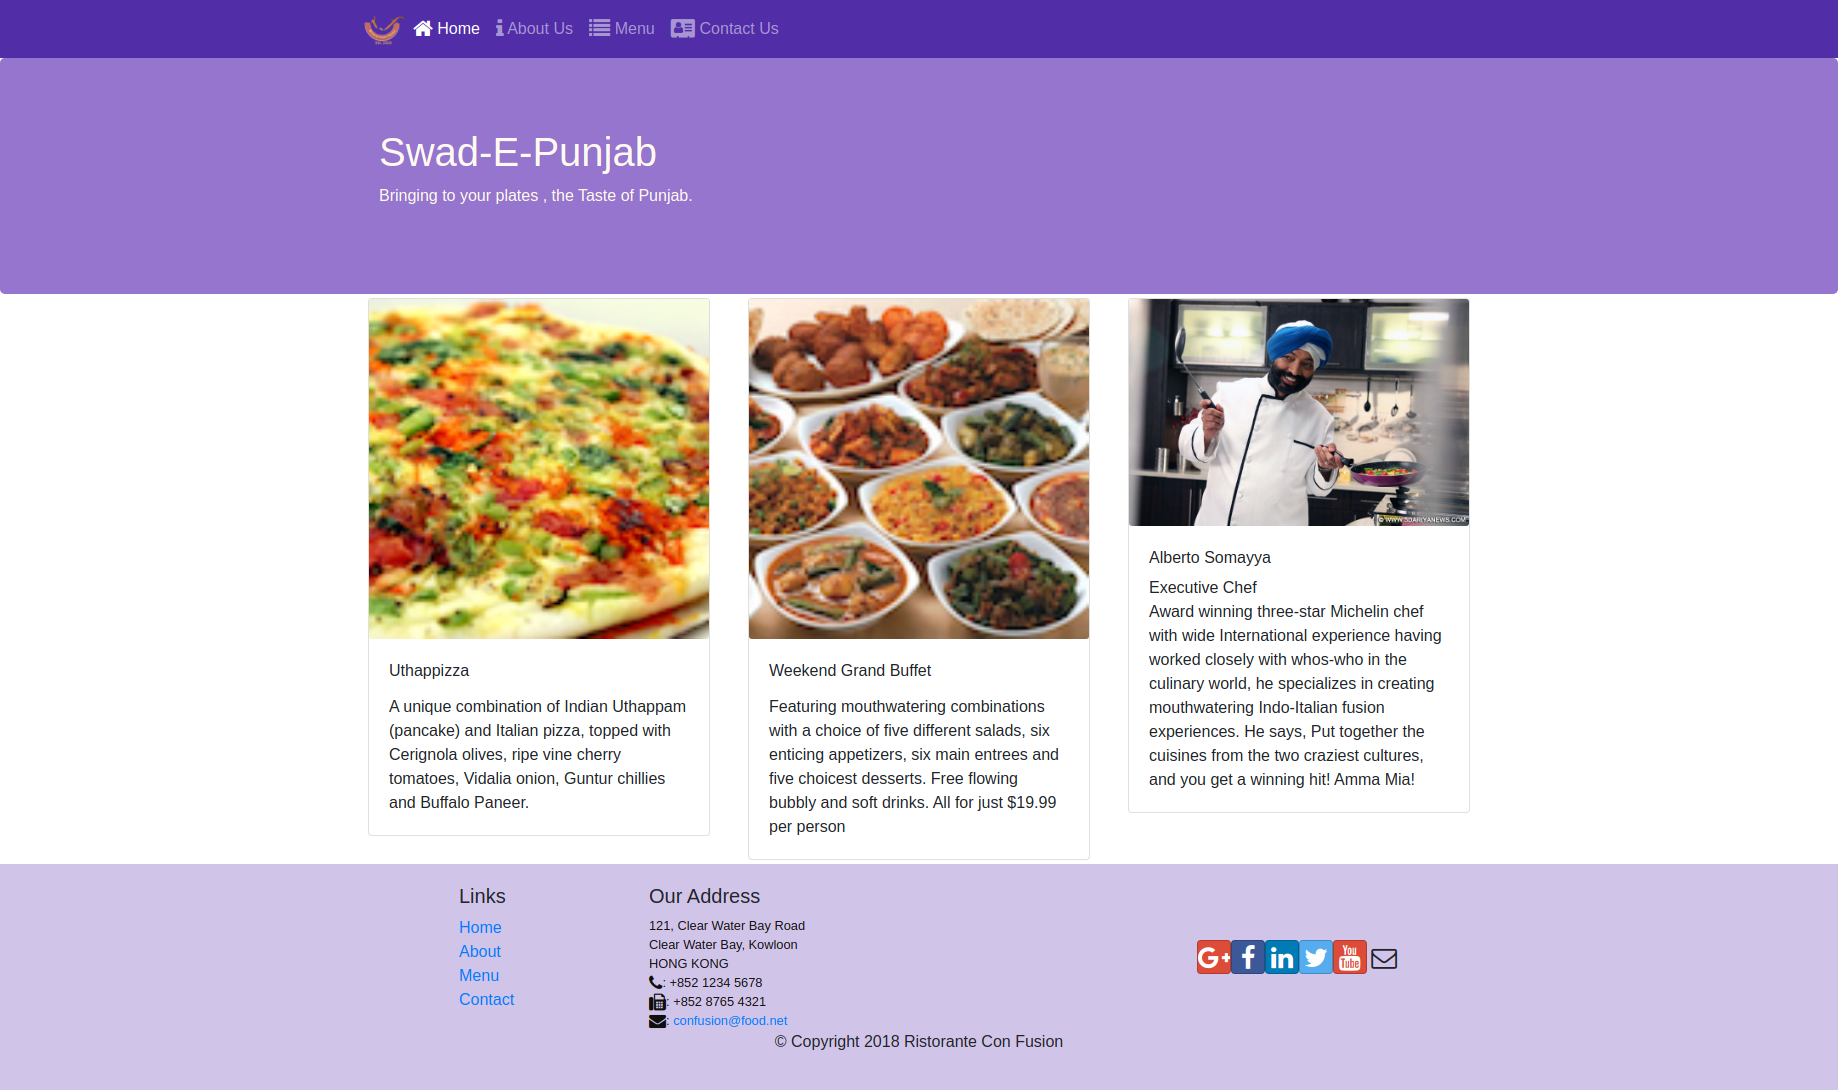 Home About Us Menu Contact Us
Swad-E-Punjab
Bringing to your plates , the Taste of Punjab.
© WWW.5DARIYANEWS.COM
Uthappizza
A unique combination of Indian Uthappam
(pancake) and Italian pizza, topped with
Cerignola olives, ripe vine cherry
tomatoes, Vidalia onion, Guntur chillies
and Buffalo Paneer.
Weekend Grand Buffet
Featuring mouthwatering combinations
with a choice of five different salads, six
enticing appetizers, six main entrees and
five choicest desserts. Free flowing
bubbly and soft drinks. All for just $19.99
per person
Alberto Somayya
Executive Chef
Award winning three-star Michelin chef
with wide International experience having
worked closely with whos-who in the
culinary world, he specializes in creating
mouthwatering Indo-Italian fusion
experiences. He says, Put together the
cuisines from the two craziest cultures,
and you get a winning hit! Amma Mia!
Links
Home
About
Menu
Contact
Our Address
121, Clear Water Bay Road
Clear Water Bay, Kowloon
HONG KONG
: +852 1234 5678
: +852 8765 4321
: confusion@food.net
G+ f in You Tube
© Copyright 2018 Ristorante Con Fusion